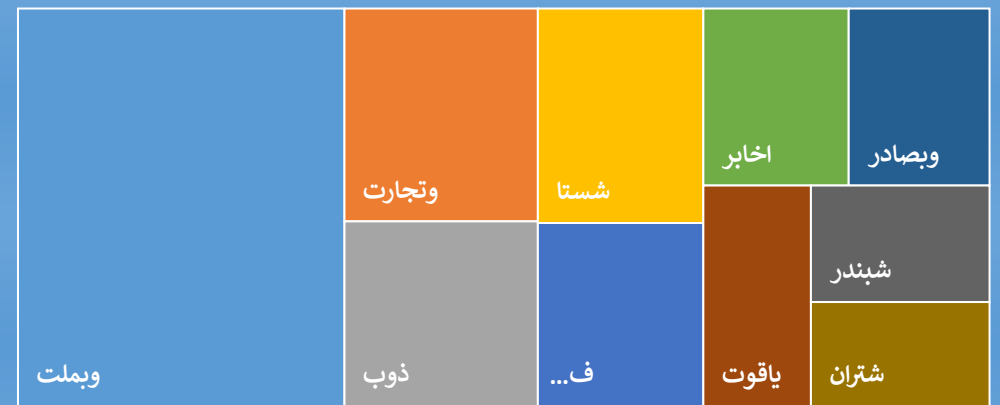 وبملت
وتجارت
ذوب
شستا
ف...
اخابر
وبصادر
یاقوت
شبندر
شتران